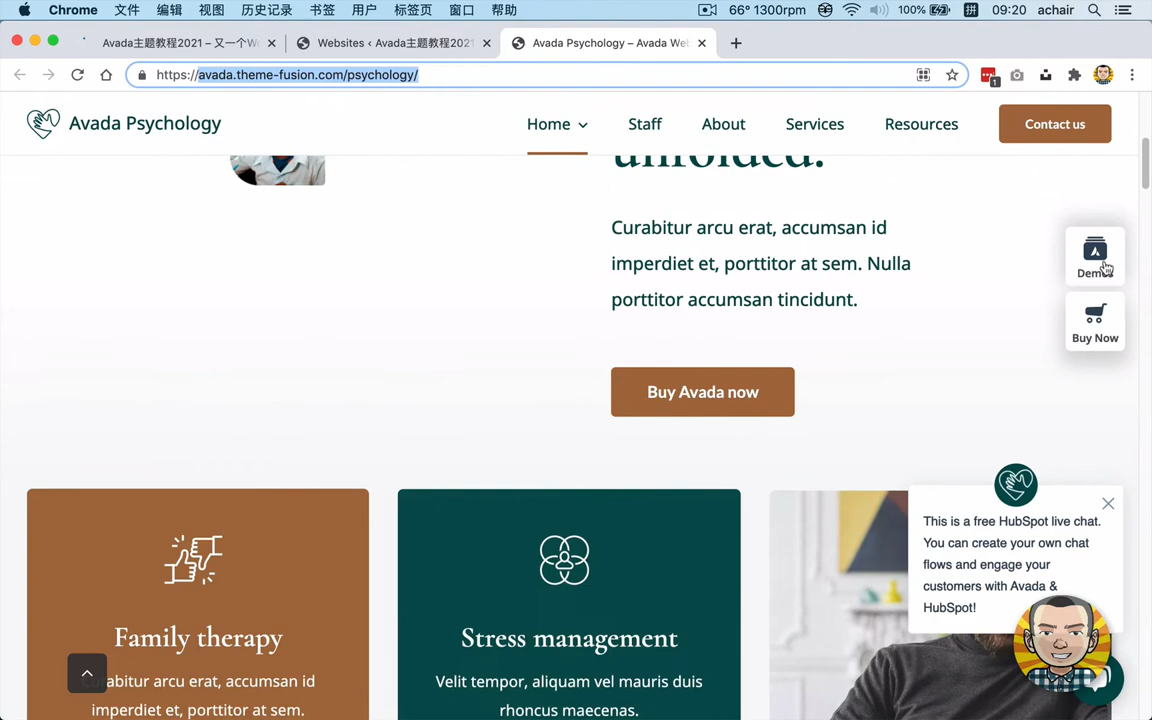 Chrome 文件 编辑 视图 历史记录 书签 用户 标签页 窗口 帮助 66° 1300rpm 100% 拼 09:20 achair
Avada主题教程2021 – 又一个W
Websites ‹ Avada主题教程2021
Avada Psychology – Avada Web
https://avada.theme-fusion.com/psychology/
1
Avada Psychology
Home Staff About Services Resources Contact us
unfolded.
Curabitur arcu erat, accumsan id
imperdiet et, porttitor at sem. Nulla
porttitor accumsan tincidunt.
Demos
Buy Now
Buy Avada now
This is a free HubSpot live chat.
You can create your own chat
flows and engage your
customers with Avada &
HubSpot!
Family therapy
abitur arcu erat, accumsan id
imperdiet et, porttitor at sem.
Stress management
Velit tempor, aliquam vel mauris duis
rhoncus maecenas.